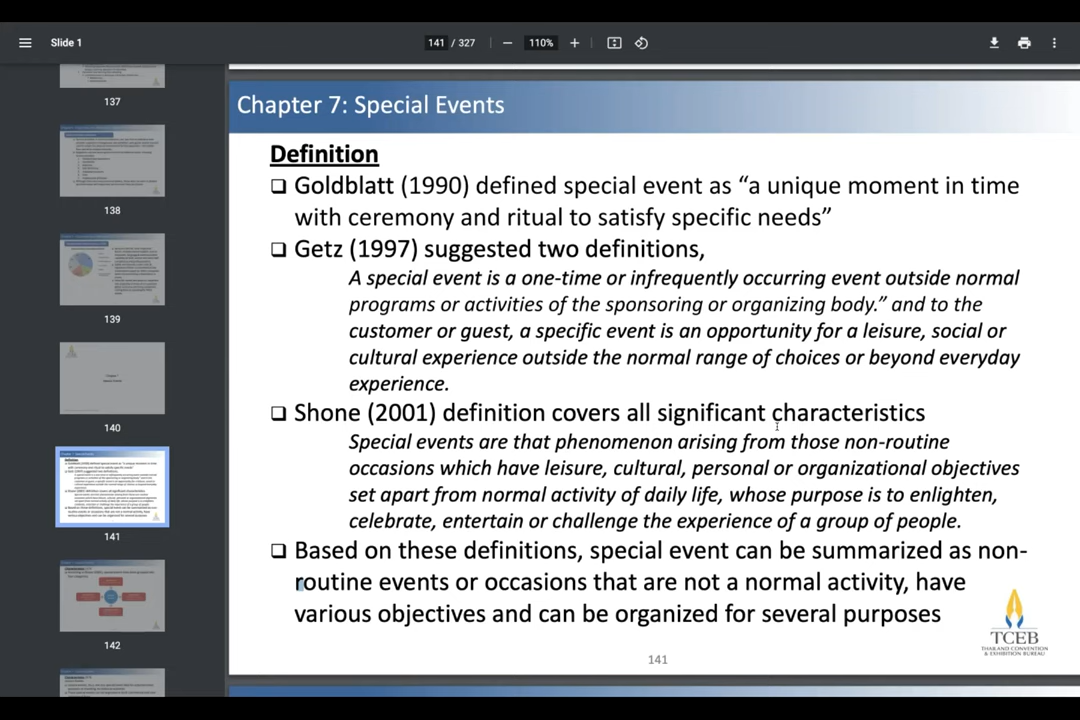 Slide 1
141 / 327
110%
137
138
139
140
141
142
Chapter 7: Special Events
Definition
Goldblatt (1990) defined special event as “a unique moment in time
with ceremony and ritual to satisfy specific needs”
Getz (1997) suggested two definitions,
A special event is a one-time or infrequently occurring event outside normal
programs or activities of the sponsoring or organizing body.” and to the
customer or guest, a specific event is an opportunity for a leisure, social or
cultural experience outside the normal range of choices or beyond everyday
experience.
Shone (2001) definition covers all significant characteristics
Special events are that phenomenon arising from those non-routine
occasions which have leisure, cultural, personal or organizational objectives
set apart from normal activity of daily life, whose purpose is to enlighten,
celebrate, entertain or challenge the experience of a group of people.
Based on these definitions, special event can be summarized as non-
routine events or occasions that are not a normal activity, have
various objectives and can be organized for several purposes
TCEB
THAILAND CONVENTION
& EXHIBITION BUREAU
141